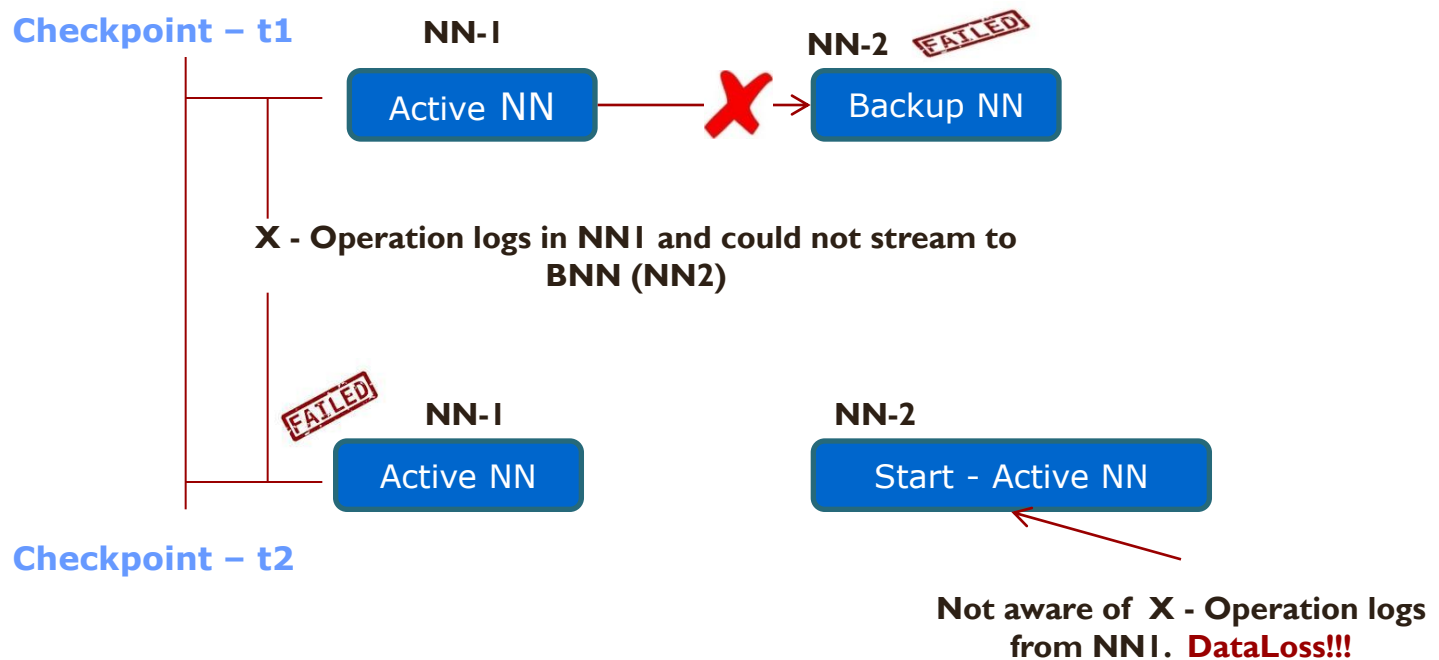 Checkpoint – t1
NN-1
NN-2
FAILED
Active NN
Backup NN
X - Operation logs in NN1 and could not stream to
BNN (NN2)
FAILED
NN-1
NN-2
Active NN
Start - Active NN
Checkpoint – t2
Not aware of X - Operation logs
from NN1. DataLoss!!!